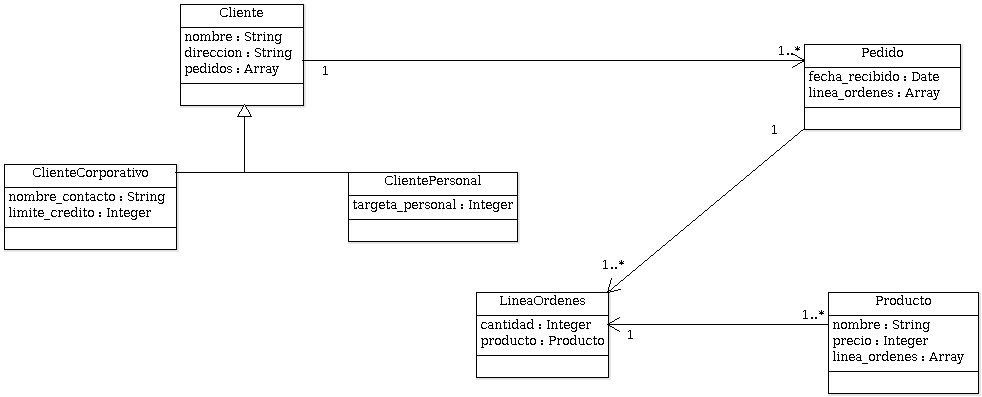 Cliente
nombre : String
direccion : String
pedidos : Array
1
1..*
Pedido
fecha_recibido : Date
linea_ordenes : Array
1
ClienteCorporativo
nombre_contacto : String
limite_credito : Integer
ClientePersonal
targeta_personal : Integer
1..*
LineaOrdenes
cantidad : Integer
producto : Producto
1
1..*
Producto
nombre : String
precio : Integer
linea_ordenes : Array